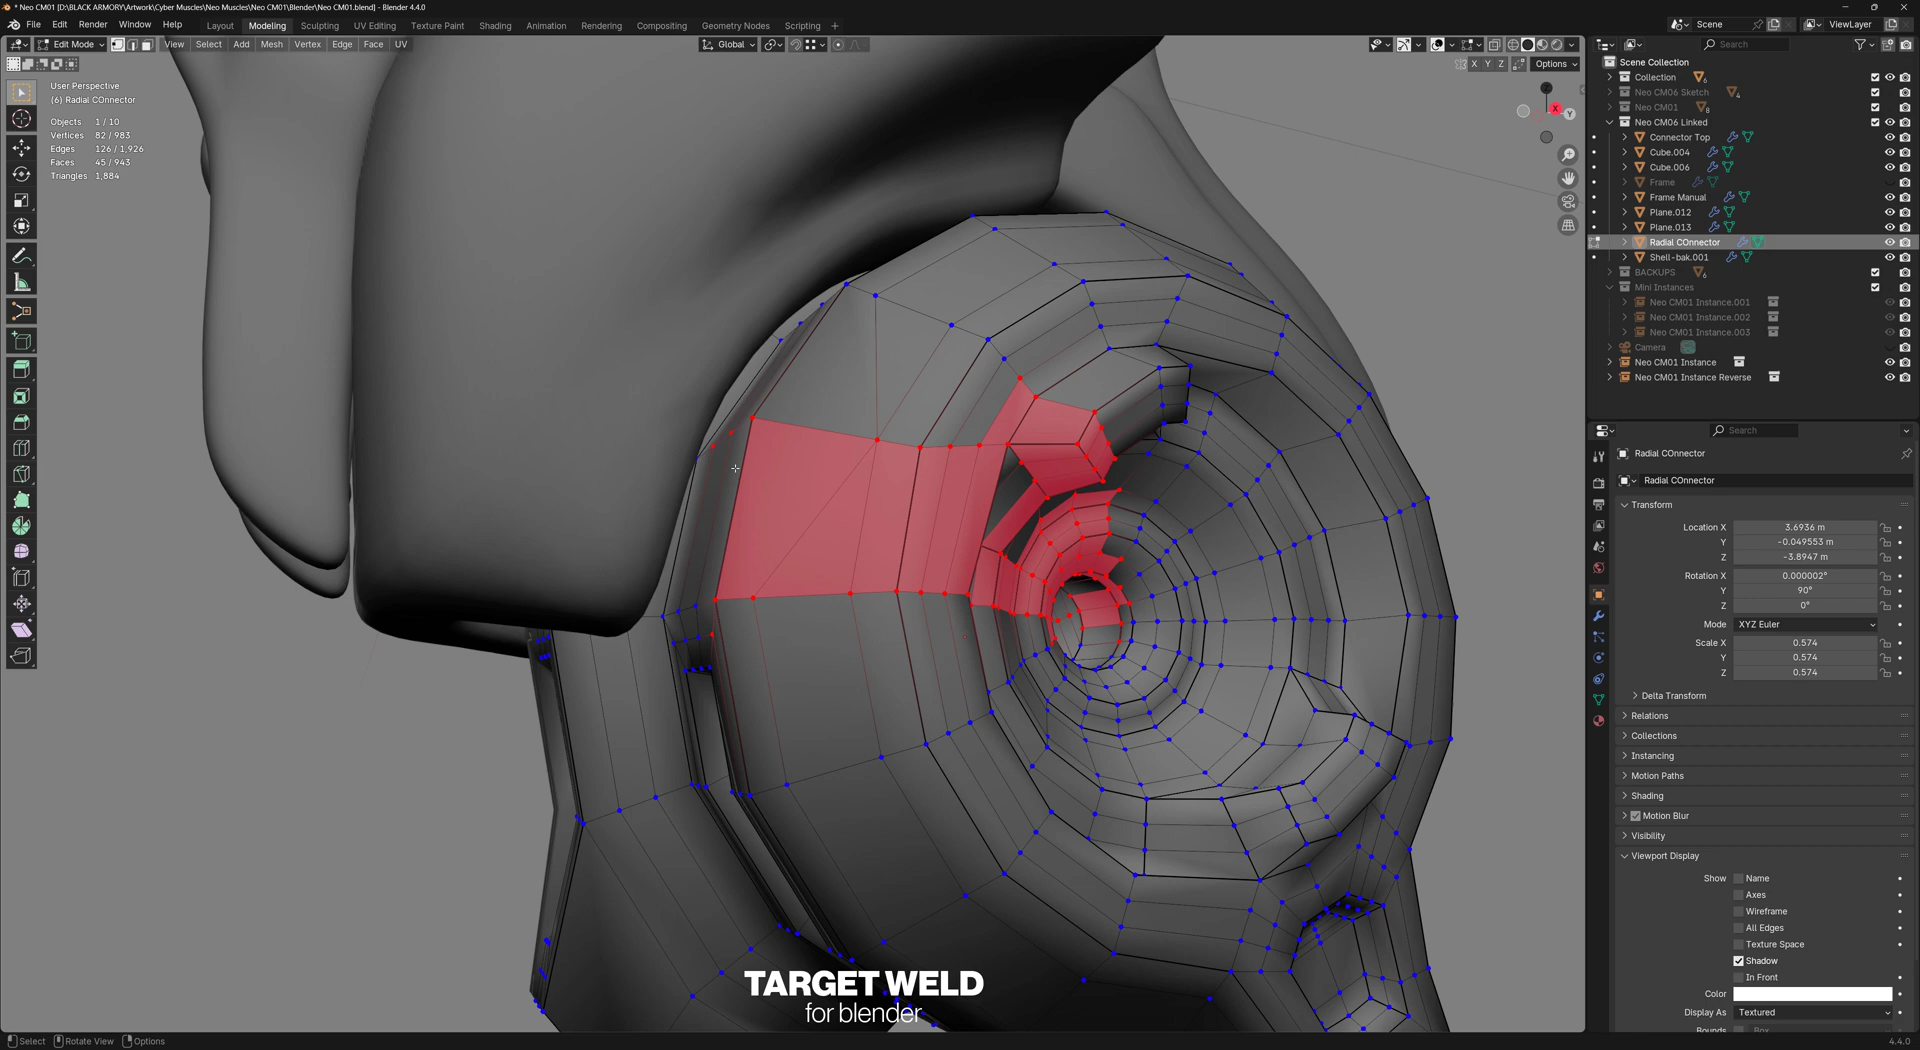 * Neo CM01 [D:\BLACK ARMORY\Artwork\Cyber Muscles\Neo Muscles\Neo CM01\Blender\Neo CM01.blend] - Blender 4.4.0
File Edit Render Window Help Layout Modeling Sculpting UV Editing Texture Paint Shading Animation Rendering Compositing Geometry Nodes Scripting + Scene ViewLayer
Edit Mode View Select Add Mesh Vertex Edge Face UV Global Search
X Y Z Options
User Perspective
(6) Radial COnnector
Objects 1 / 10
Vertices 82 / 983
Edges 126 / 1,926
Faces 45 / 943
Triangles 1,884
Z
X
Y
Scene Collection
Collection 6
Neo CM06 Sketch 4
Neo CM01 8
Neo CM06 Linked
Connector Top
Cube.004
Cube.006
Frame
Frame Manual
Plane.012
Plane.013
Radial COnnector
Shell-bak.001
BACKUPS 6
Mini Instances
Neo CM01 Instance.001
Neo CM01 Instance.002
Neo CM01 Instance.003
Camera
Neo CM01 Instance
Neo CM01 Instance Reverse
Search
Radial COnnector
Radial COnnector
Transform
Location X 3.6936 m
Y -0.049553 m
Z -3.8947 m
Rotation X 0.000002°
Y 90°
Z 0°
Mode XYZ Euler
Scale X 0.574
Y 0.574
Z 0.574
Delta Transform
Relations
Collections
Instancing
Motion Paths
Shading
Motion Blur
Visibility
Viewport Display
Show Name
Axes
Wireframe
All Edges
Texture Space
Shadow
In Front
Color
Display As Textured
Bounds Box
TARGET WELD
for blender
Select Rotate View Options 4.4.0